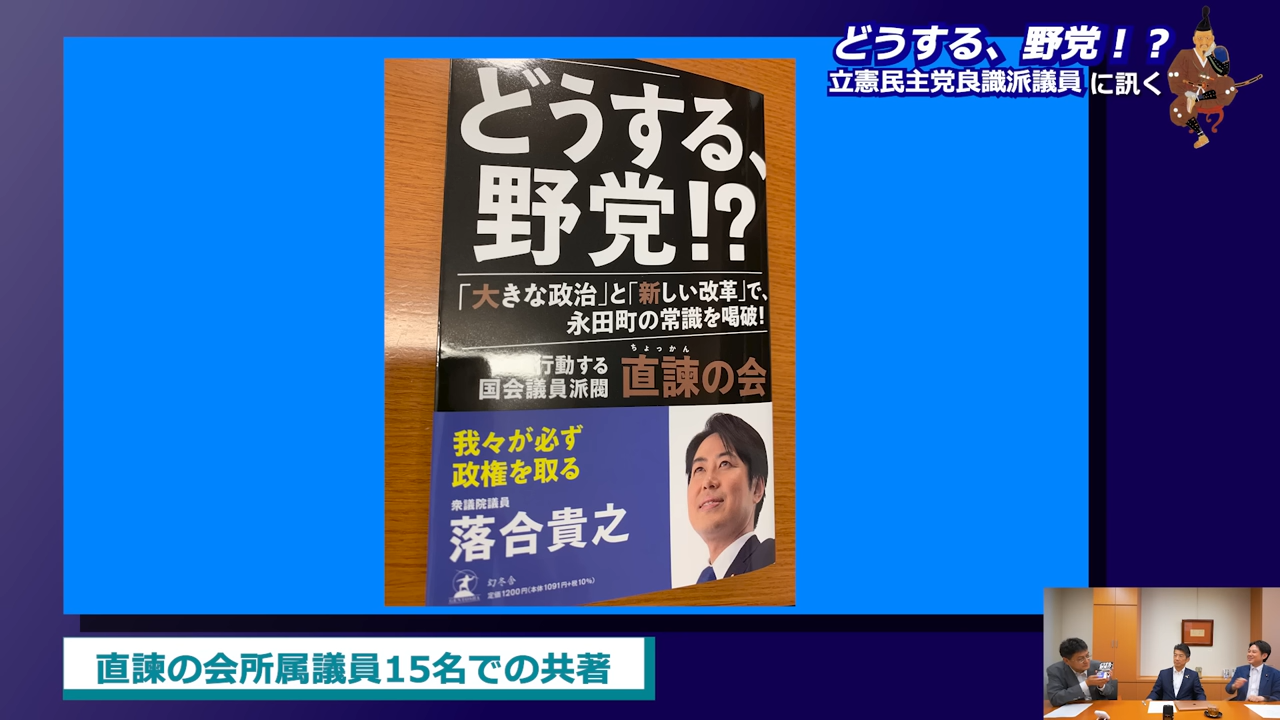 どうする、野党！？
立憲民主党良識派議員 に訊く
どうする、
野党!?
「大きな政治」と「新しい改革」で、
永田町の常識を喝破!
行動する
国会議員派閥
ちょっかん
直諫の会
我々が必ず
政権を取る
衆議院議員
落合貴之
幻冬舎
定価1200円(本体1091円+税10%)
直諫の会所属議員15名での共著